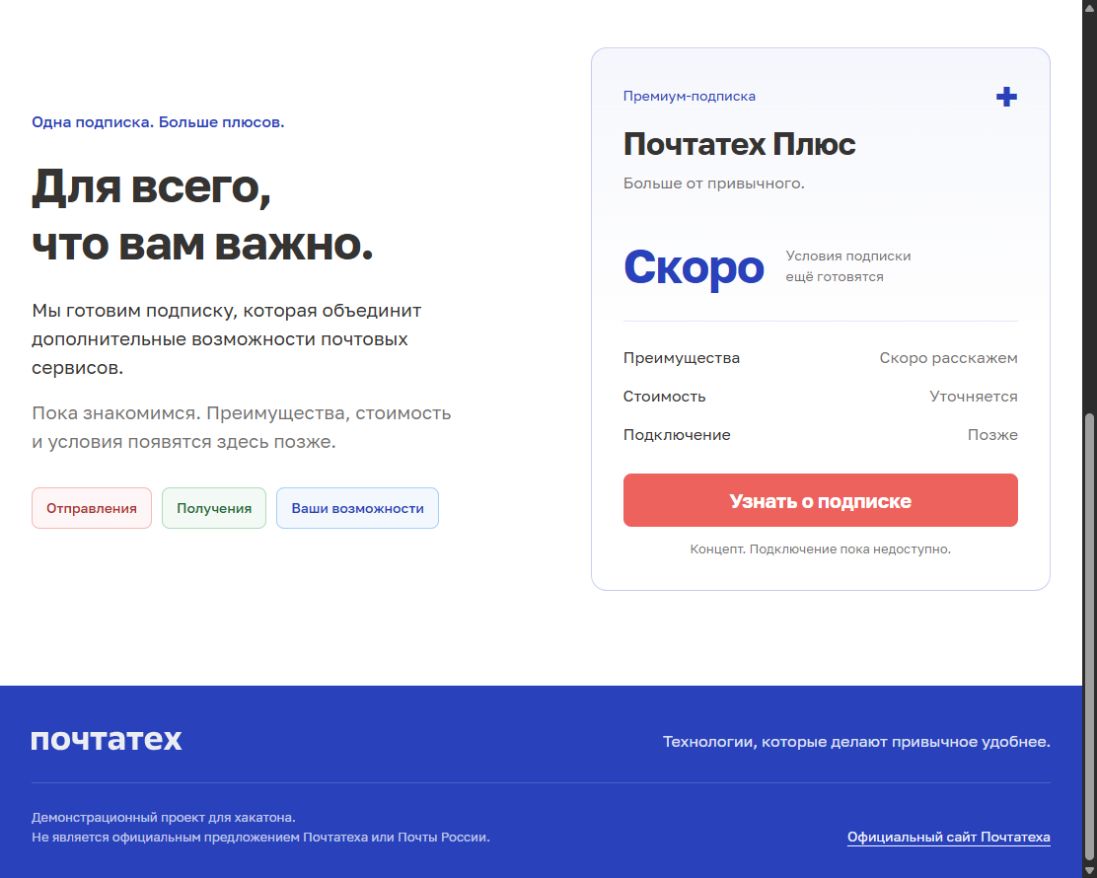 Одна подписка. Больше плюсов.
Для всего,
что вам важно.
Мы готовим подписку, которая объединит
дополнительные возможности почтовых
сервисов.
Пока знакомимся. Преимущества, стоимость
и условия появятся здесь позже.
Отправления
Получения
Ваши возможности
Премиум-подписка
Почтатех Плюс
Больше от привычного.
Скоро
Условия подписки
ещё готовятся
Преимущества Скоро расскажем
Стоимость Уточняется
Подключение Позже
Узнать о подписке
Концепт. Подключение пока недоступно.
почтатех
Технологии, которые делают привычное удобнее.
Демонстрационный проект для хакатона.
Не является официальным предложением Почтатеха или Почты России.
Официальный сайт Почтатеха